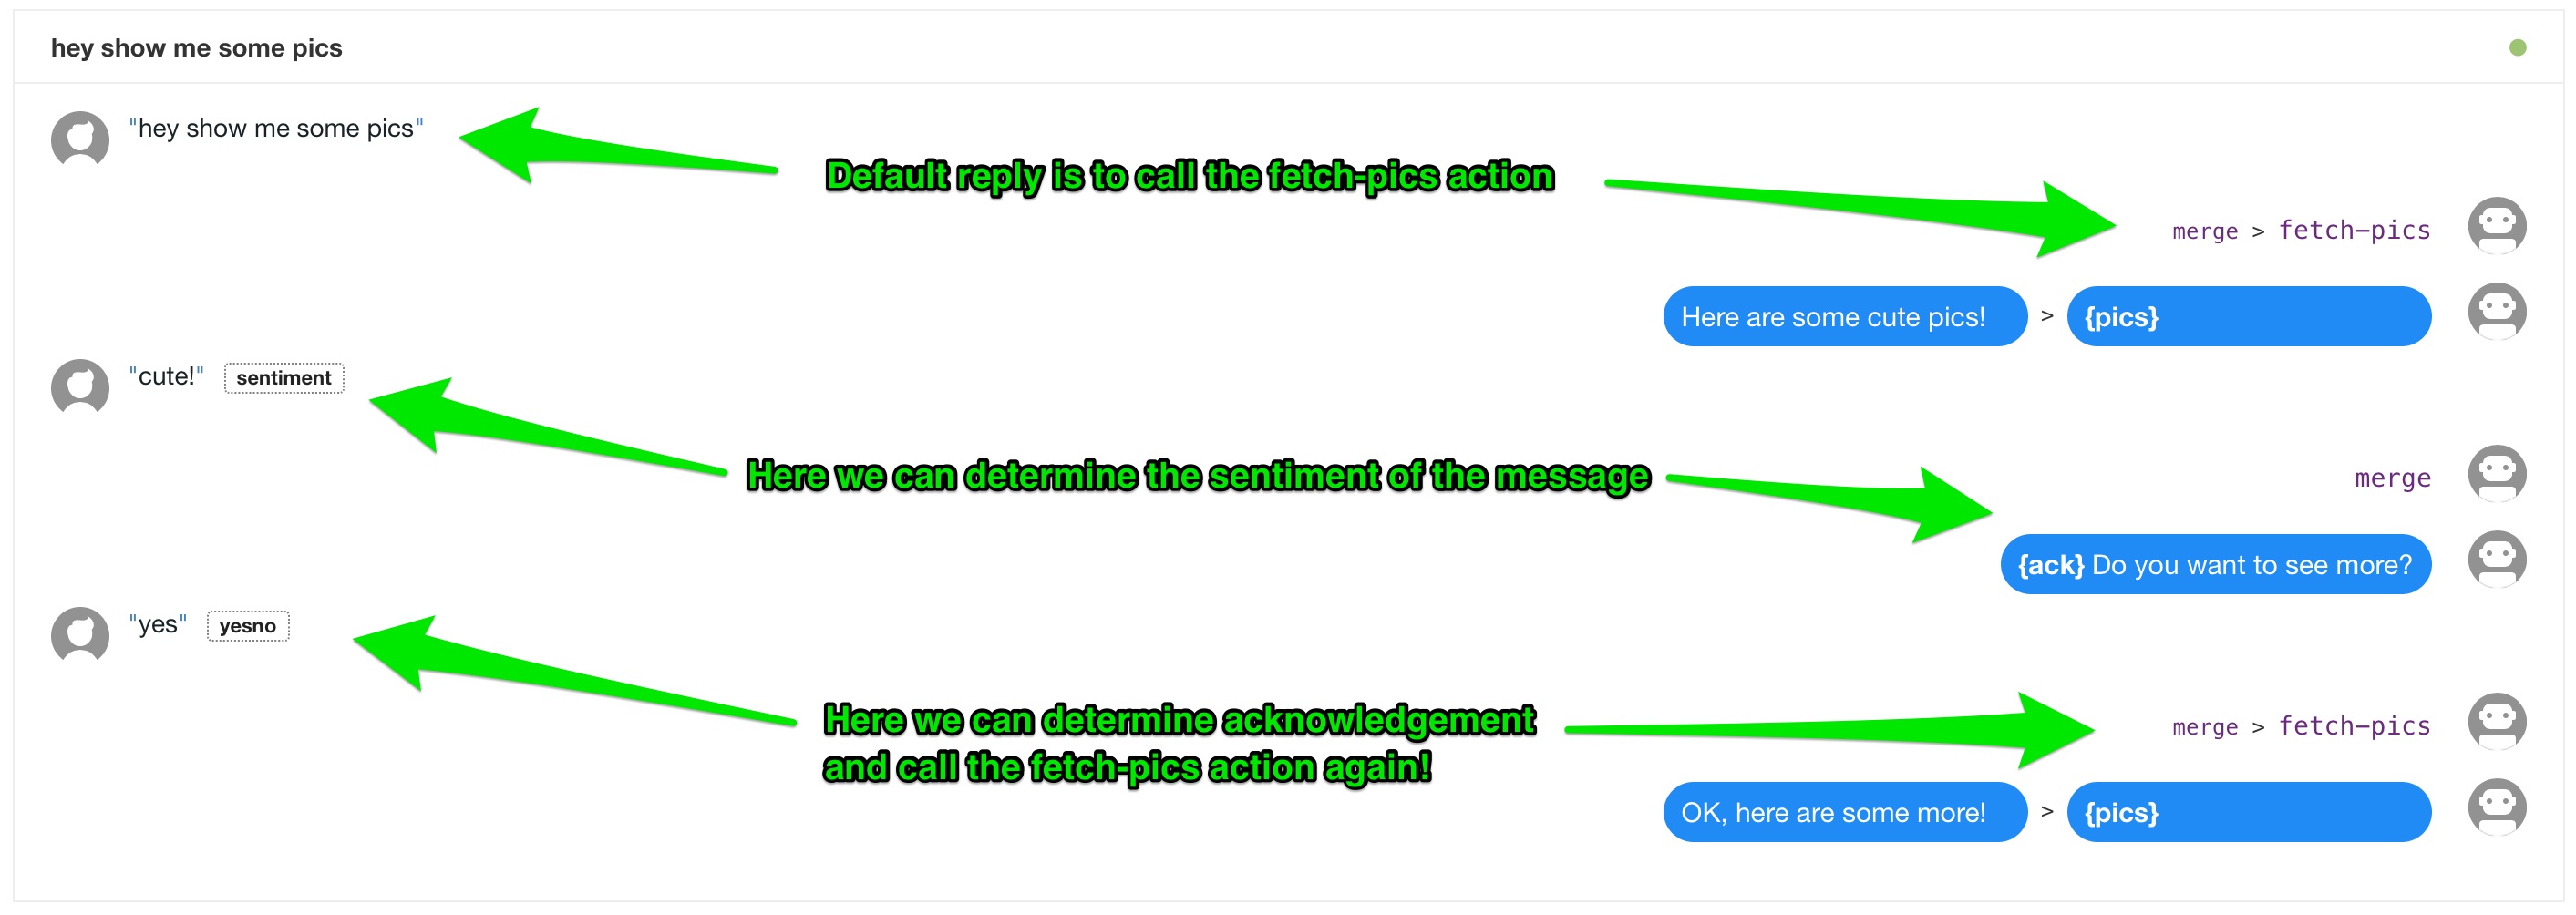 hey show me some pics
"hey show me some pics"
Default reply is to call the fetch-pics action
merge > fetch-pics
Here are some cute pics! > {pics}
"cute!" sentiment
Here we can determine the sentiment of the message
merge
{ack} Do you want to see more?
"yes" yesno
Here we can determine acknowledgement
and call the fetch-pics action again!
merge > fetch-pics
OK, here are some more! > {pics}